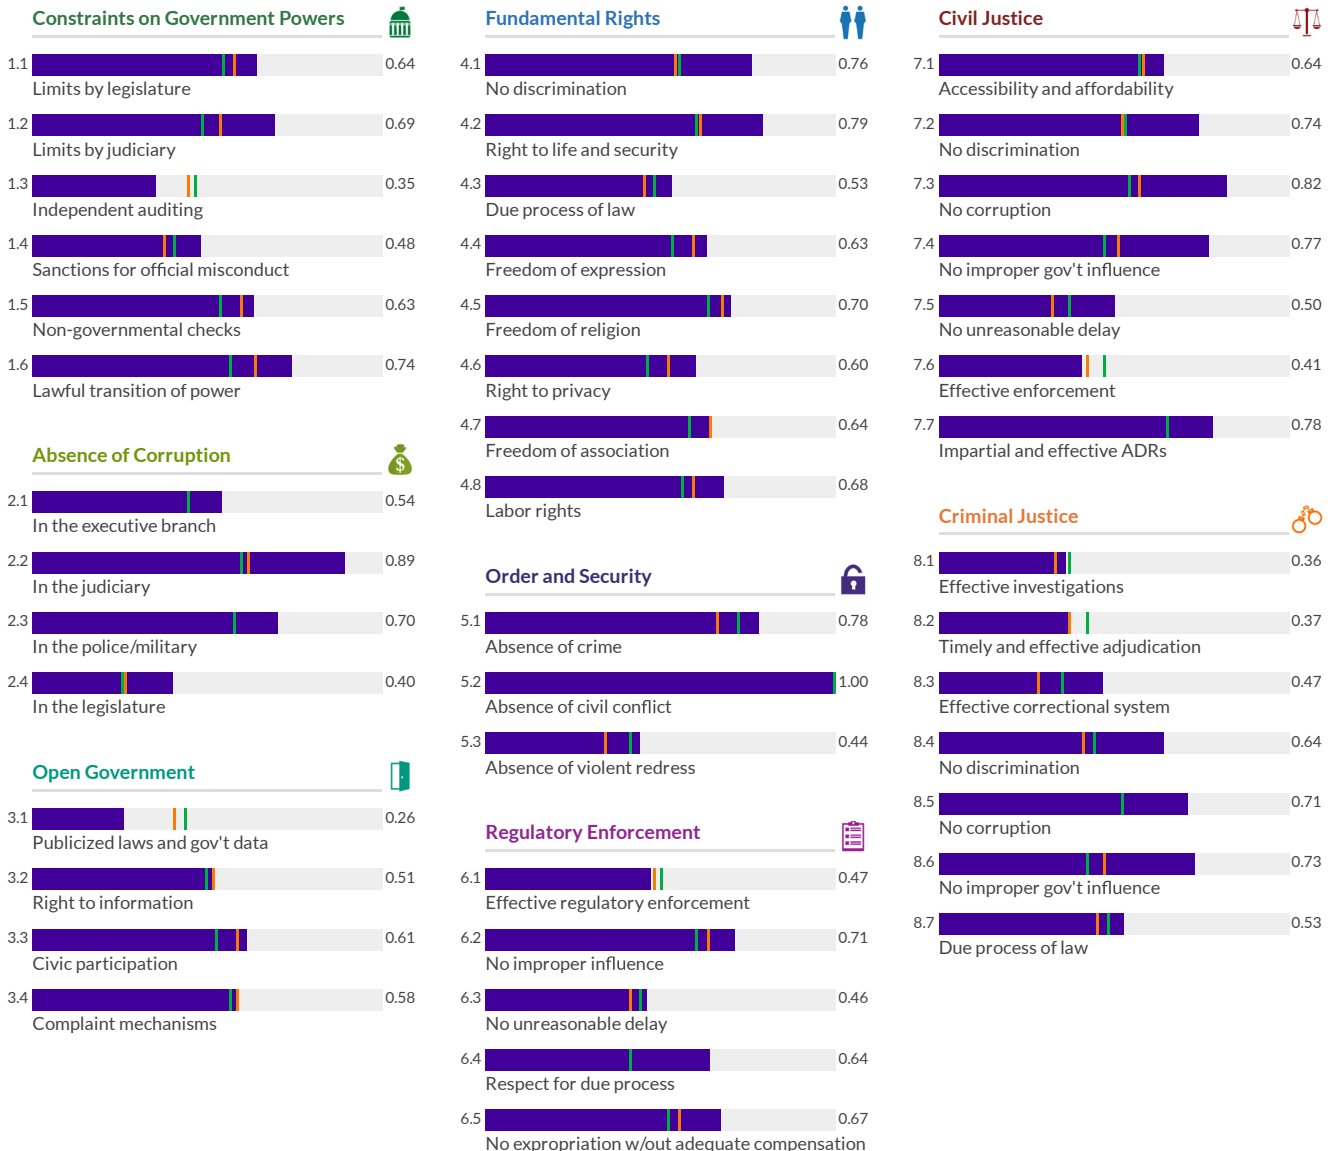 Constraints on Government Powers
1.1 0.64
Limits by legislature
1.2 0.69
Limits by judiciary
1.3 0.35
Independent auditing
1.4 0.48
Sanctions for official misconduct
1.5 0.63
Non-governmental checks
1.6 0.74
Lawful transition of power
Absence of Corruption
$
2.1 0.54
In the executive branch
2.2 0.89
In the judiciary
2.3 0.70
In the police/military
2.4 0.40
In the legislature
Open Government
3.1 0.26
Publicized laws and gov't data
3.2 0.51
Right to information
3.3 0.61
Civic participation
3.4 0.58
Complaint mechanisms
Fundamental Rights
4.1 0.76
No discrimination
4.2 0.79
Right to life and security
4.3 0.53
Due process of law
4.4 0.63
Freedom of expression
4.5 0.70
Freedom of religion
4.6 0.60
Right to privacy
4.7 0.64
Freedom of association
4.8 0.68
Labor rights
Order and Security
5.1 0.78
Absence of crime
5.2 1.00
Absence of civil conflict
5.3 0.44
Absence of violent redress
Regulatory Enforcement
6.1 0.47
Effective regulatory enforcement
6.2 0.71
No improper influence
6.3 0.46
No unreasonable delay
6.4 0.64
Respect for due process
6.5 0.67
No expropriation w/out adequate compensation
Civil Justice
7.1 0.64
Accessibility and affordability
7.2 0.74
No discrimination
7.3 0.82
No corruption
7.4 0.77
No improper gov't influence
7.5 0.50
No unreasonable delay
7.6 0.41
Effective enforcement
7.7 0.78
Impartial and effective ADRs
Criminal Justice
8.1 0.36
Effective investigations
8.2 0.37
Timely and effective adjudication
8.3 0.47
Effective correctional system
8.4 0.64
No discrimination
8.5 0.71
No corruption
8.6 0.73
No improper gov't influence
8.7 0.53
Due process of law